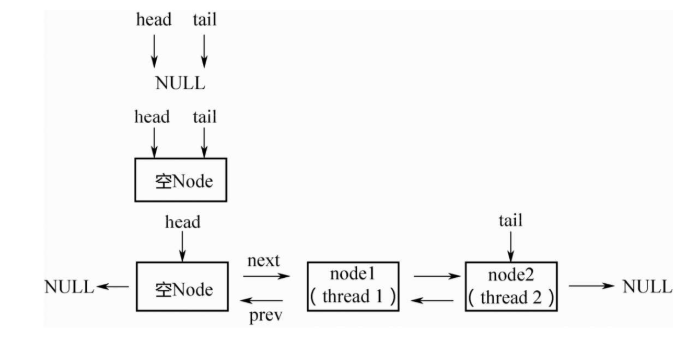 head tail
NULL
head tail
空Node
head
tail
next
NULL
空Node
node1
( thread 1 )
node2
( thread 2 )
NULL
prev